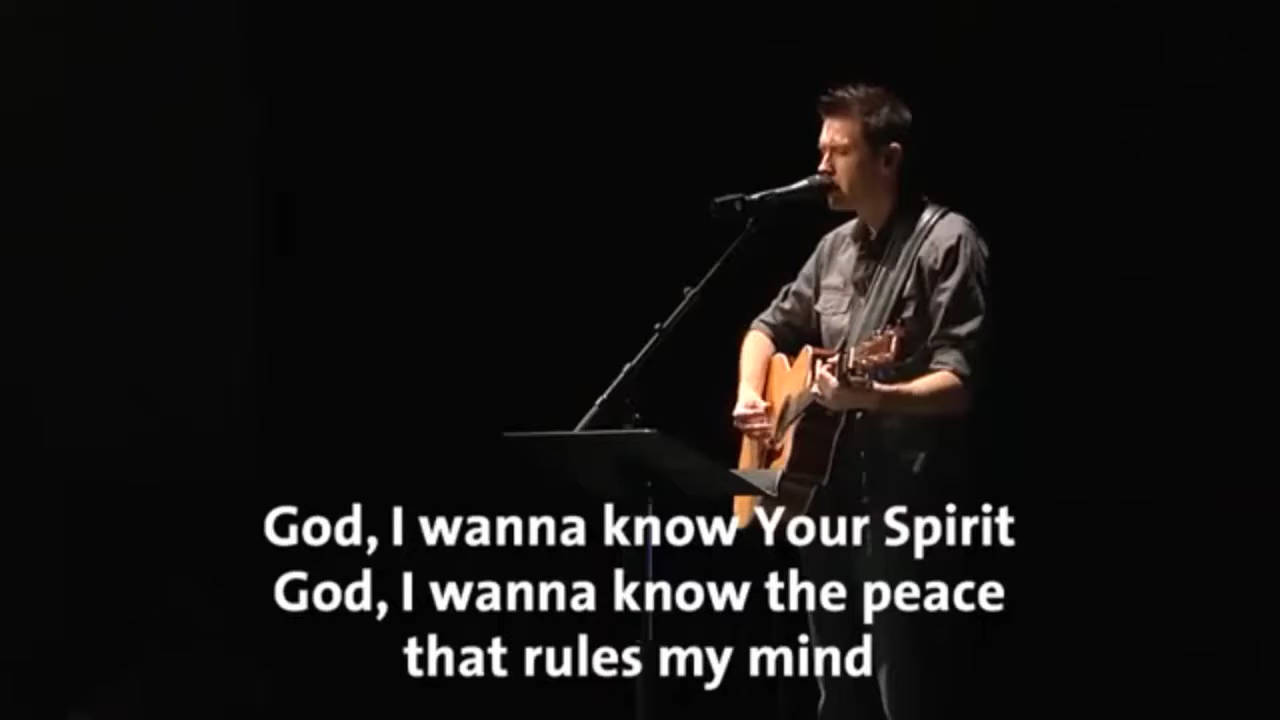 God, I wanna know Your Spirit
God, I wanna know the peace
that rules my mind